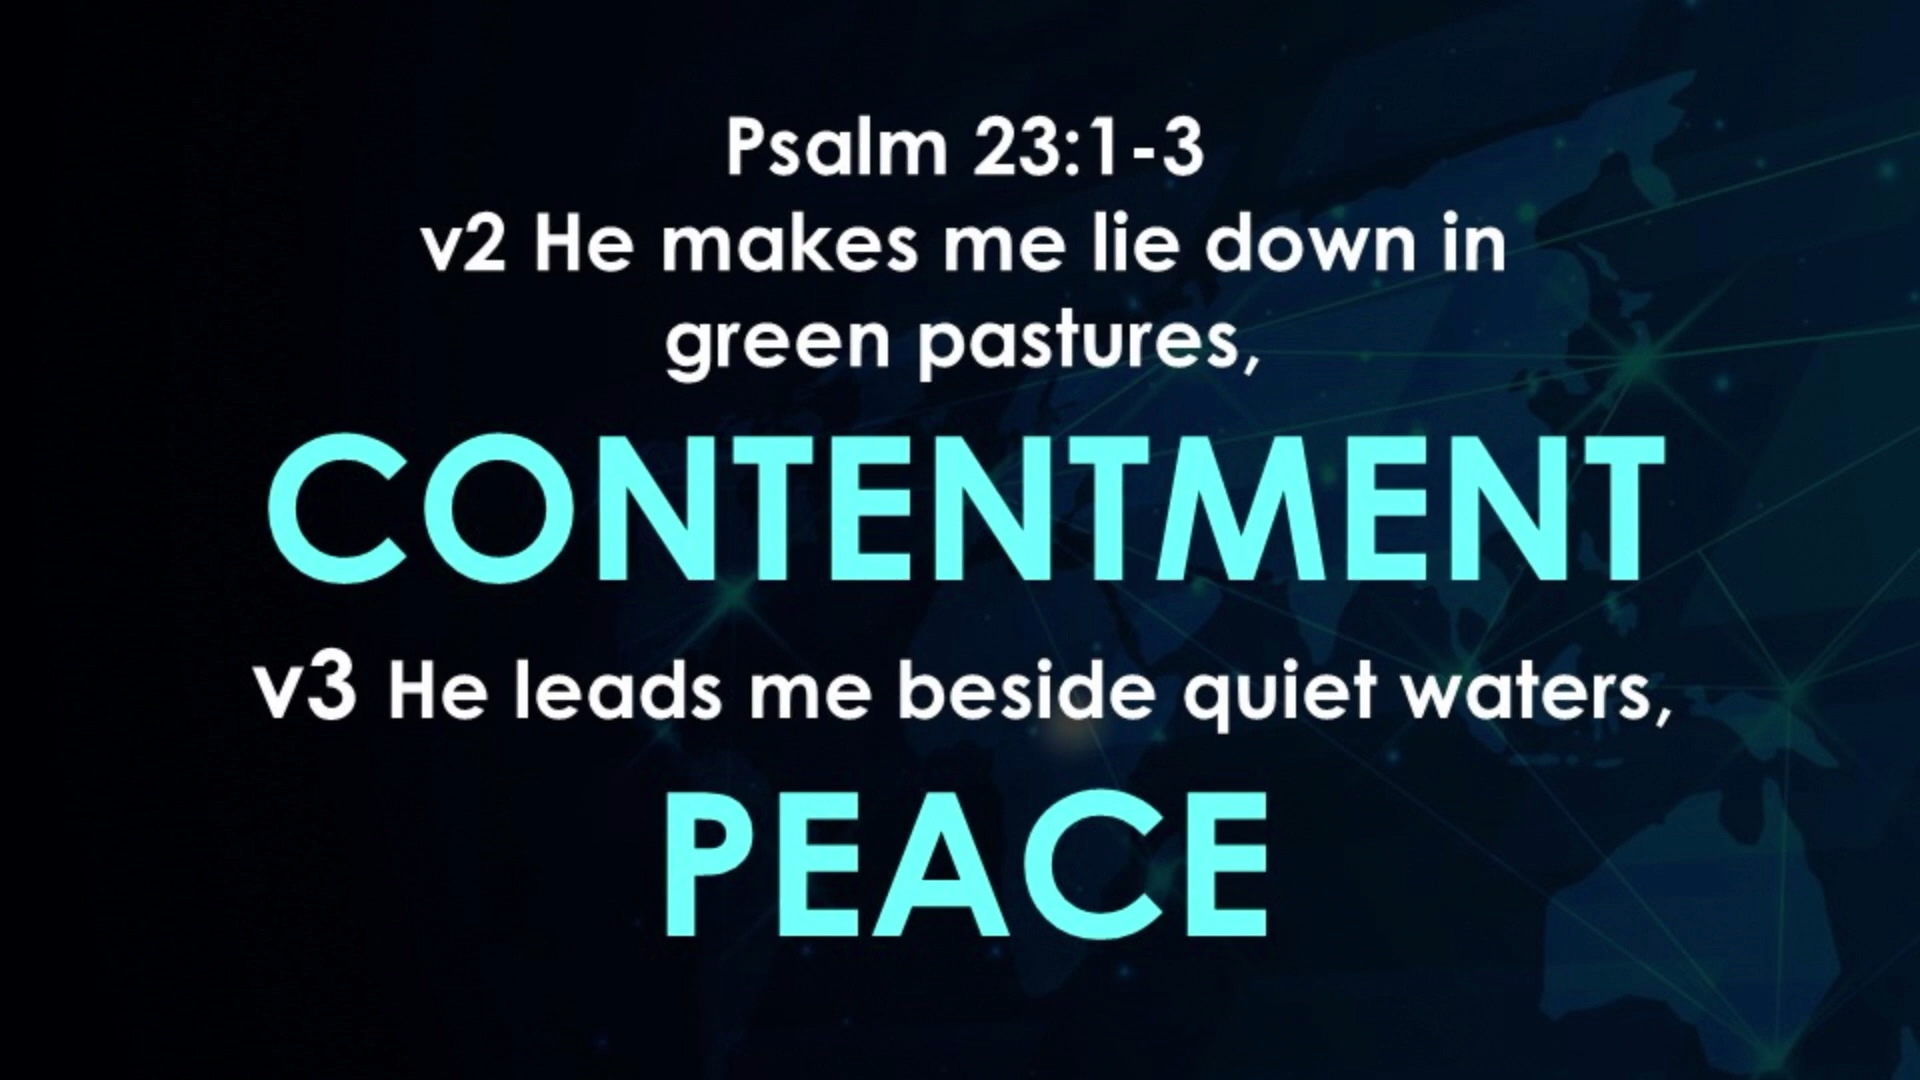 Psalm 23:1-3
v2 He makes me lie down in
green pastures,
CONTENTMENT
v3 He leads me beside quiet waters,
PEACE